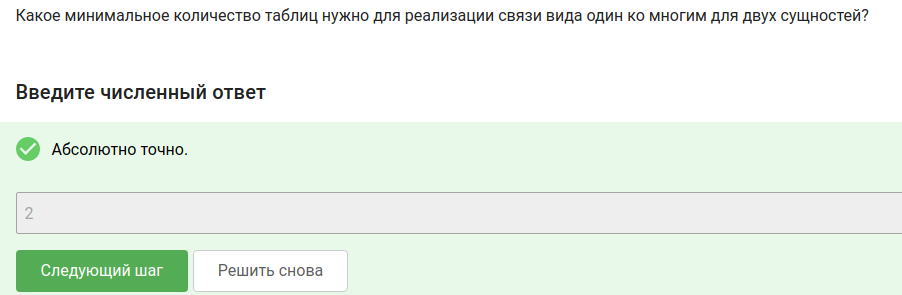 Какое минимальное количество таблиц нужно для реализации связи вида один ко многим для двух сущностей?
Введите численный ответ
Абсолютно точно.
2
Следующий шаг Решить снова